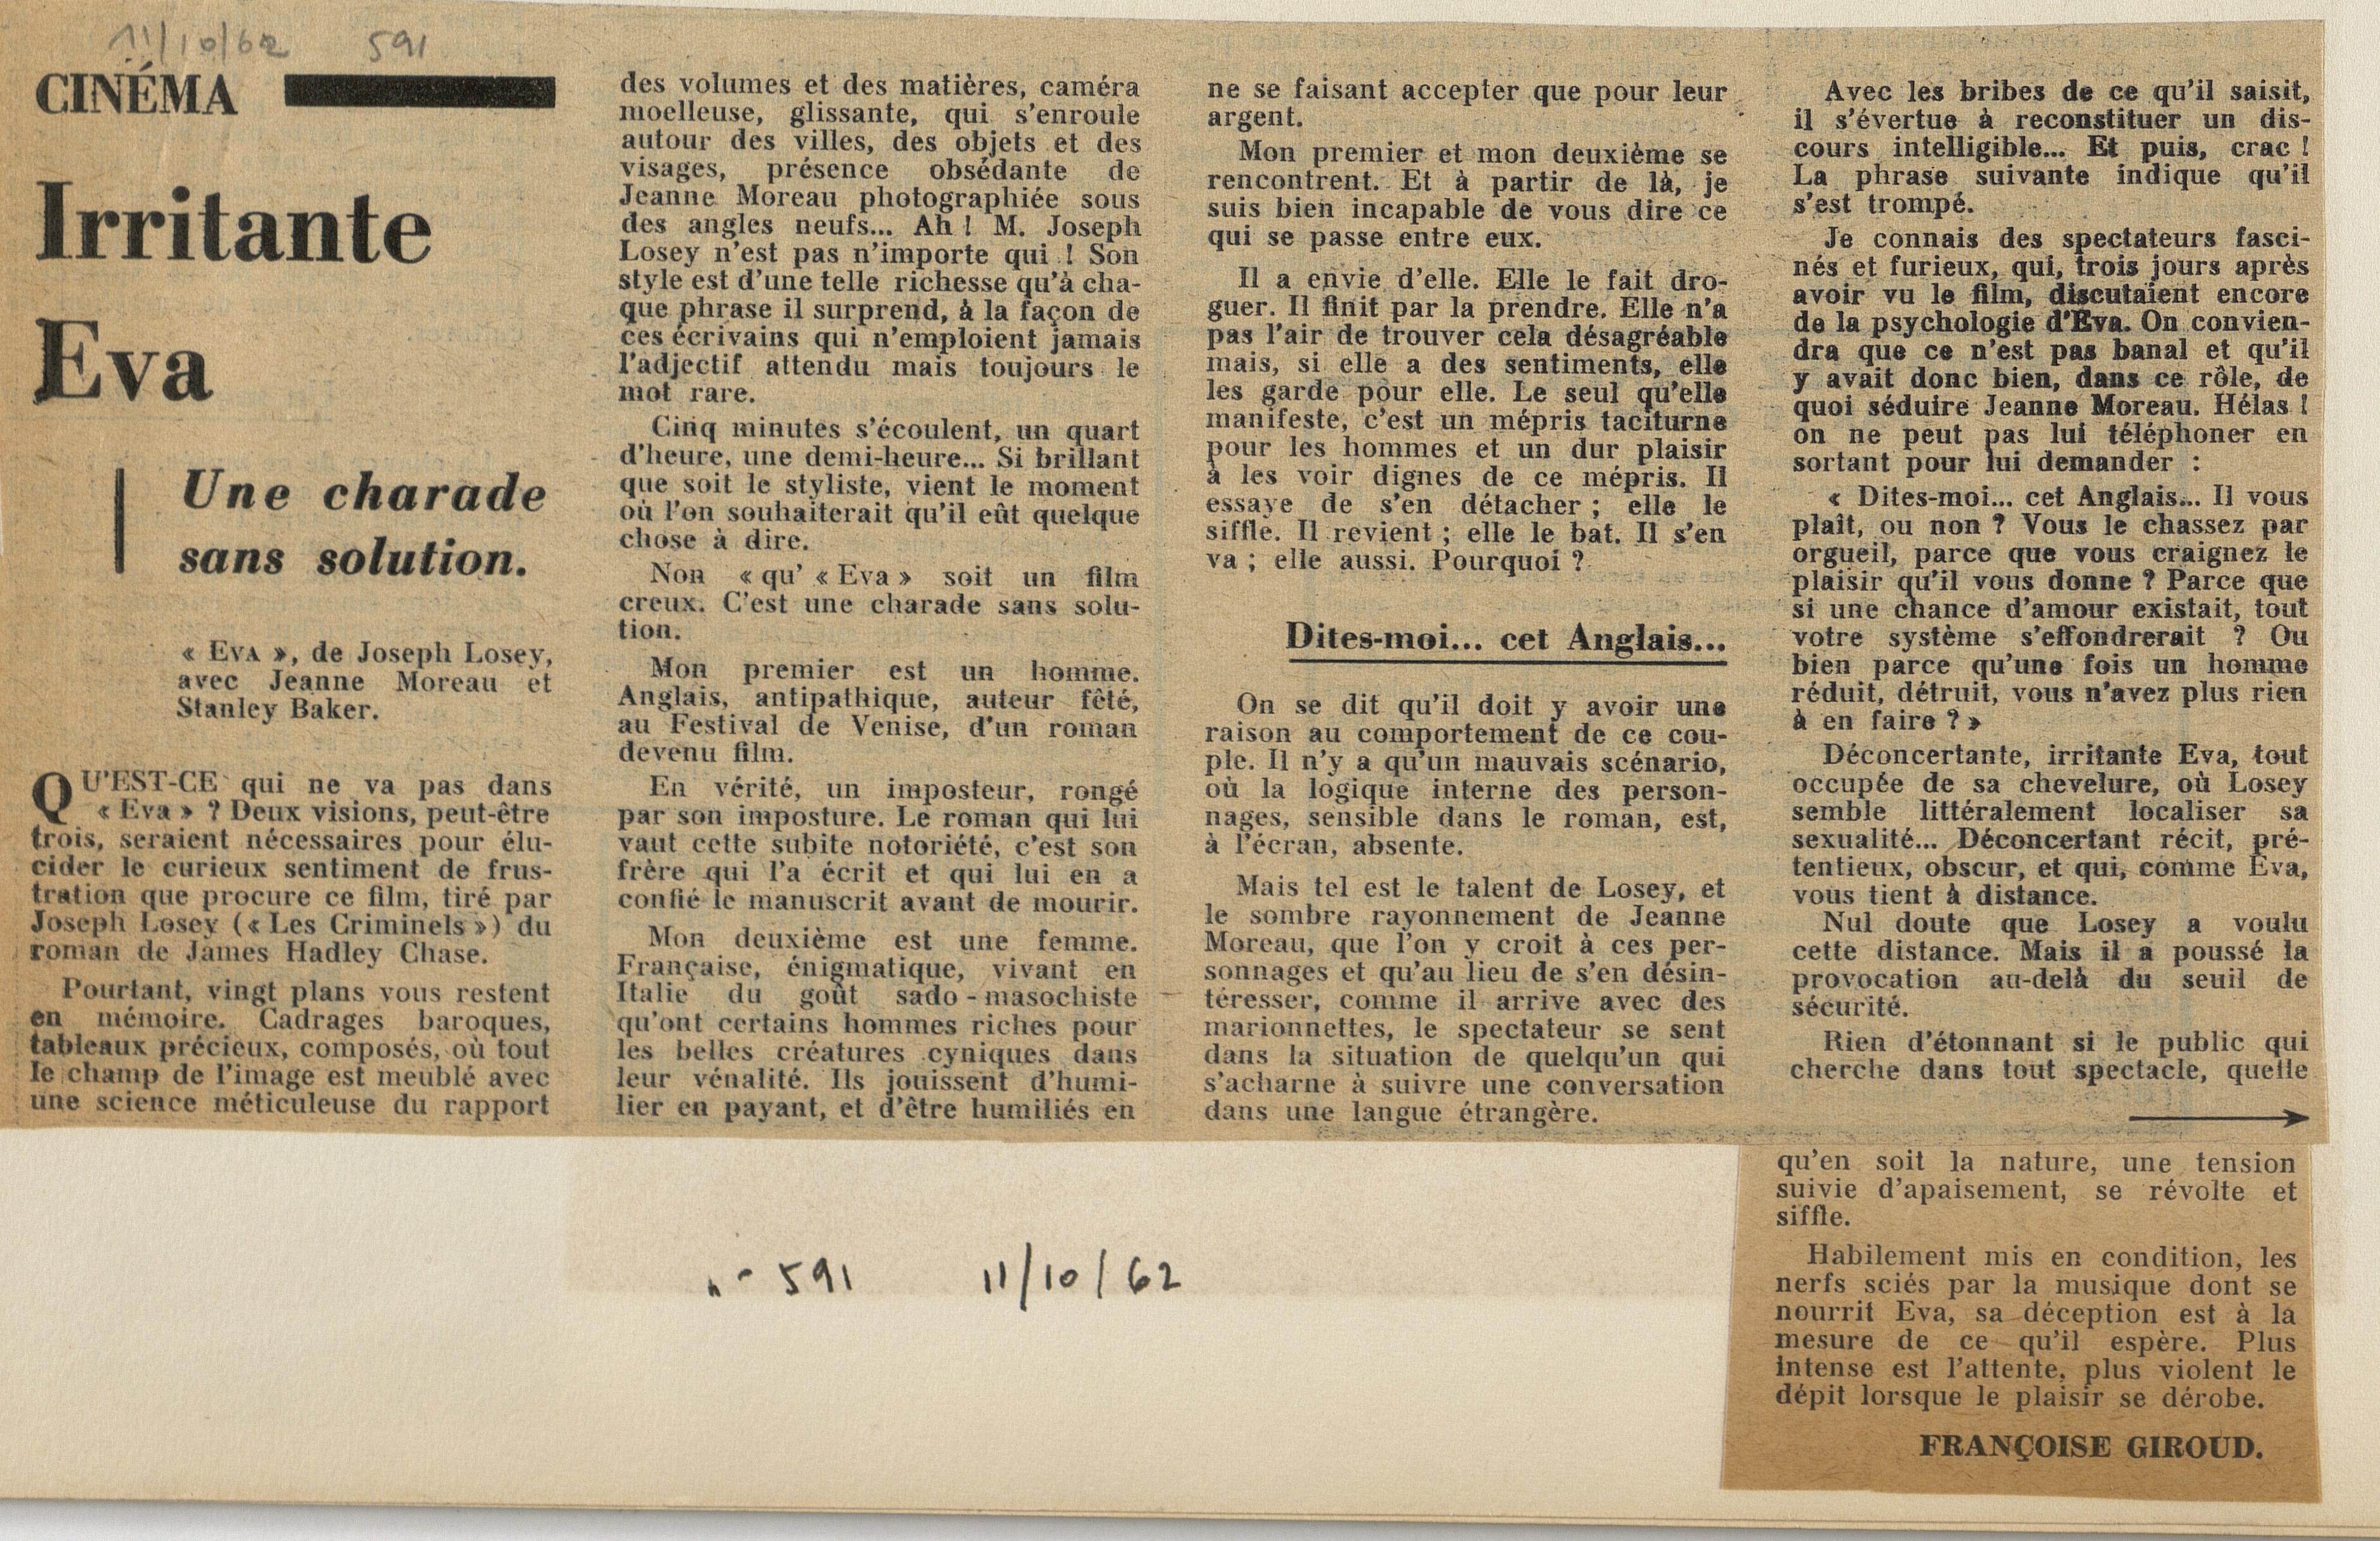 11/10/62 591
CINÉMA
Irritante
Eva
Une charade
sans solution.
« EVA », de Joseph Losey,
avec Jeanne Moreau et
Stanley Baker.
QU'EST-CE qui ne va pas dans
« Eva » ? Deux visions, peut-être
trois, seraient nécessaires pour élu-
cider le curieux sentiment de frus-
tration que procure ce film, tiré par
Joseph Losey (« Les Criminels ») du
roman de James Hadley Chase.
Pourtant, vingt plans vous restent
en mémoire. Cadrages baroques,
tableaux précieux, composés, où tout
le champ de l'image est meublé avec
une science méticuleuse du rapport
des volumes et des matières, caméra
moelleuse, glissante, qui s'enroule
autour des villes, des objets et des
visages, présence obsédante de
Jeanne Moreau photographiée sous
des angles neufs... Ah ! M. Joseph
Losey n'est pas n'importe qui ! Son
style est d'une telle richesse qu'à cha-
que phrase il surprend, à la façon de
ces écrivains qui n'emploient jamais
l'adjectif attendu mais toujours le
mot rare.
Cinq minutes s'écoulent, un quart
d'heure, une demi-heure... Si brillant
que soit le styliste, vient le moment
où l'on souhaiterait qu'il eût quelque
chose à dire.
Non « qu' « Eva » soit un film
creux. C'est une charade sans solu-
tion.
Mon premier est un homme.
Anglais, antipathique, auteur fêté,
au Festival de Venise, d'un roman
devenu film.
En vérité, un imposteur, rongé
par son imposture. Le roman qui lui
vaut cette subite notoriété, c'est son
frère qui l'a écrit et qui lui en a
confié le manuscrit avant de mourir.
Mon deuxième est une femme.
Française, énigmatique, vivant en
Italie du goût sado-masochiste
qu'ont certains hommes riches pour
les belles créatures cyniques dans
leur vénalité. Ils jouissent d'humi-
lier en payant, et d'être humiliés en
ne se faisant accepter que pour leur
argent.
Mon premier et mon deuxième se
rencontrent. Et à partir de là, je
suis bien incapable de vous dire ce
qui se passe entre eux.
Il a envie d'elle. Elle le fait dro-
guer. Il finit par la prendre. Elle n'a
pas l'air de trouver cela désagréable
mais, si elle a des sentiments, elle
les garde pour elle. Le seul qu'elle
manifeste, c'est un mépris taciturne
pour les hommes et un dur plaisir
à les voir dignes de ce mépris. Il
essaye de s'en détacher ; elle le
siffle. Il revient ; elle le bat. Il s'en
va ; elle aussi. Pourquoi ?
Dites-moi... cet Anglais...
On se dit qu'il doit y avoir une
raison au comportement de ce cou-
ple. Il n'y a qu'un mauvais scénario,
où la logique interne des person-
nages, sensible dans le roman, est,
à l'écran, absente.
Mais tel est le talent de Losey, et
le sombre rayonnement de Jeanne
Moreau, que l'on y croit à ces per-
sonnages et qu'au lieu de s'en désin-
téresser, comme il arrive avec des
marionnettes, le spectateur se sent
dans la situation de quelqu'un qui
s'acharne à suivre une conversation
dans une langue étrangère.
Avec les bribes de ce qu'il saisit,
il s'évertue à reconstituer un dis-
cours intelligible... Et puis, crac !
La phrase suivante indique qu'il
s'est trompé.
Je connais des spectateurs fasci-
nés et furieux, qui, trois jours après
avoir vu le film, discutaient encore
de la psychologie d'Eva. On convien-
dra que ce n'est pas banal et qu'il
y avait donc bien, dans ce rôle, de
quoi séduire Jeanne Moreau. Hélas !
on ne peut pas lui téléphoner en
sortant pour lui demander :
« Dites-moi... cet Anglais... Il vous
plaît, ou non ? Vous le chassez par
orgueil, parce que vous craignez le
plaisir qu'il vous donne ? Parce que
si une chance d'amour existait, tout
votre système s'effondrerait ? Ou
bien parce qu'une fois un homme
réduit, détruit, vous n'avez plus rien
à en faire ? »
Déconcertante, irritante Eva, tout
occupée de sa chevelure, où Losey
semble littéralement localiser sa
sexualité... Déconcertant récit, pré-
tentieux, obscur, et qui, comme Eva,
vous tient à distance.
Nul doute que Losey a voulu
cette distance. Mais il a poussé la
provocation au-delà du seuil de
sécurité.
Rien d'étonnant si le public qui
cherche dans tout spectacle, quelle
qu'en soit la nature, une tension
suivie d'apaisement, se révolte et
siffle.
Habilement mis en condition, les
nerfs sciés par la musique dont se
nourrit Eva, sa déception est à la
mesure de ce qu'il espère. Plus
intense est l'attente, plus violent le
dépit lorsque le plaisir se dérobe.
FRANÇOISE GIROUD.
n° 591 11/10/62